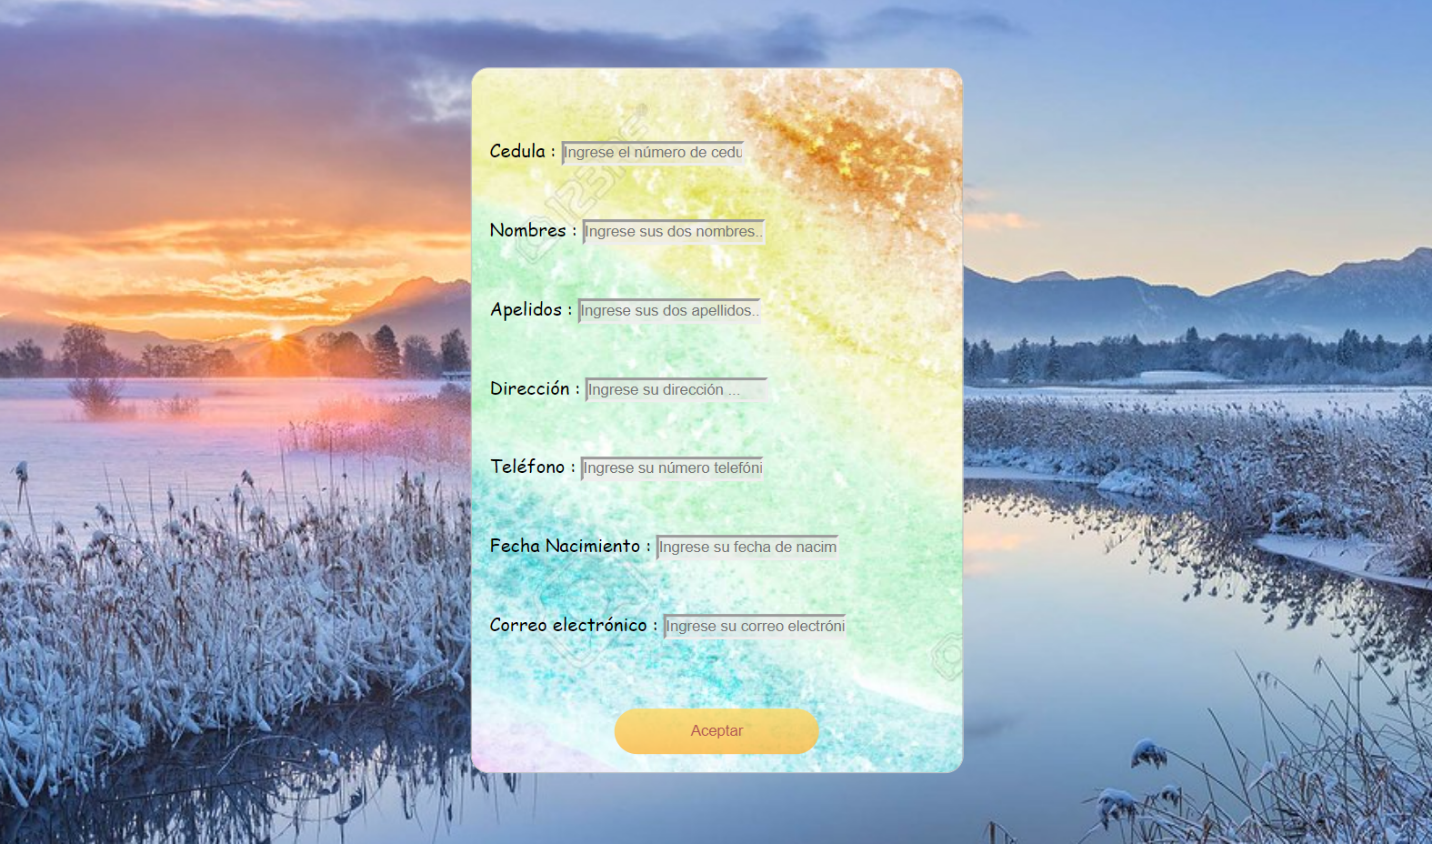 Cedula : Ingrese el número de cedu
Nombres : Ingrese sus dos nombres..
Apelidos : Ingrese sus dos apellidos..
Dirección : Ingrese su dirección ...
Teléfono : Ingrese su número telefóni
Fecha Nacimiento : Ingrese su fecha de nacim
Correo electrónico : Ingrese su correo electróni
Aceptar